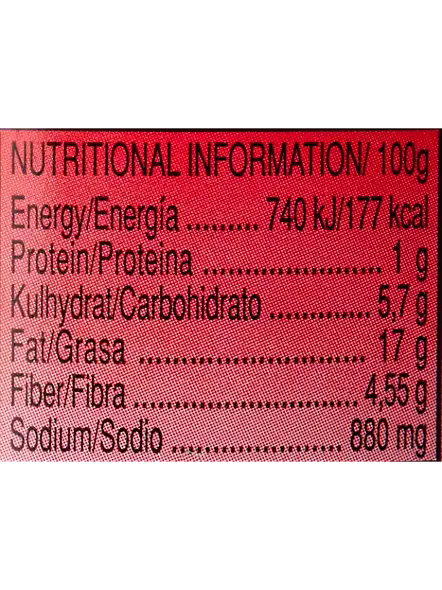 NUTRITIONAL INFORMATION/ 100g
Energy/Energía ......... 740 kJ/177 kcal
Protein/Proteina ....................... 1 g
Kulhydrat/Carbohidrato ............. 5,7 g
Fat/Grasa ............................. 17 g
Fiber/Fibra ............................ 4,55 g
Sodium/Sodio ..................... 880 mg